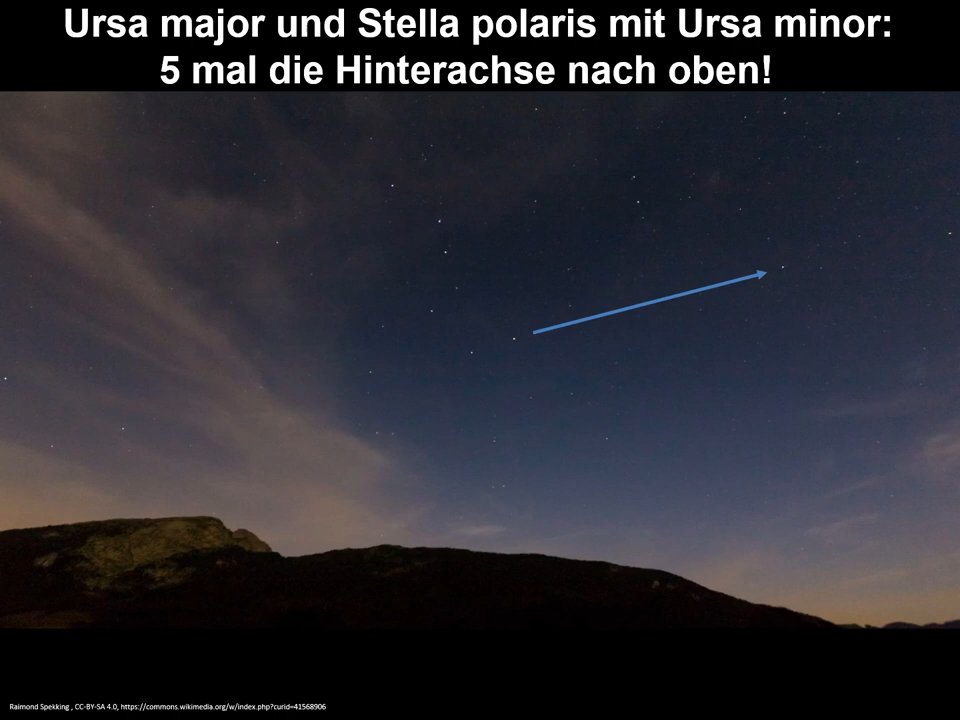 Ursa major und Stella polaris mit Ursa minor:
5 mal die Hinterachse nach oben!
Raimond Spekking , CC-BY-SA 4.0, https://commons.wikimedia.org/w/index.php?curid=41568906